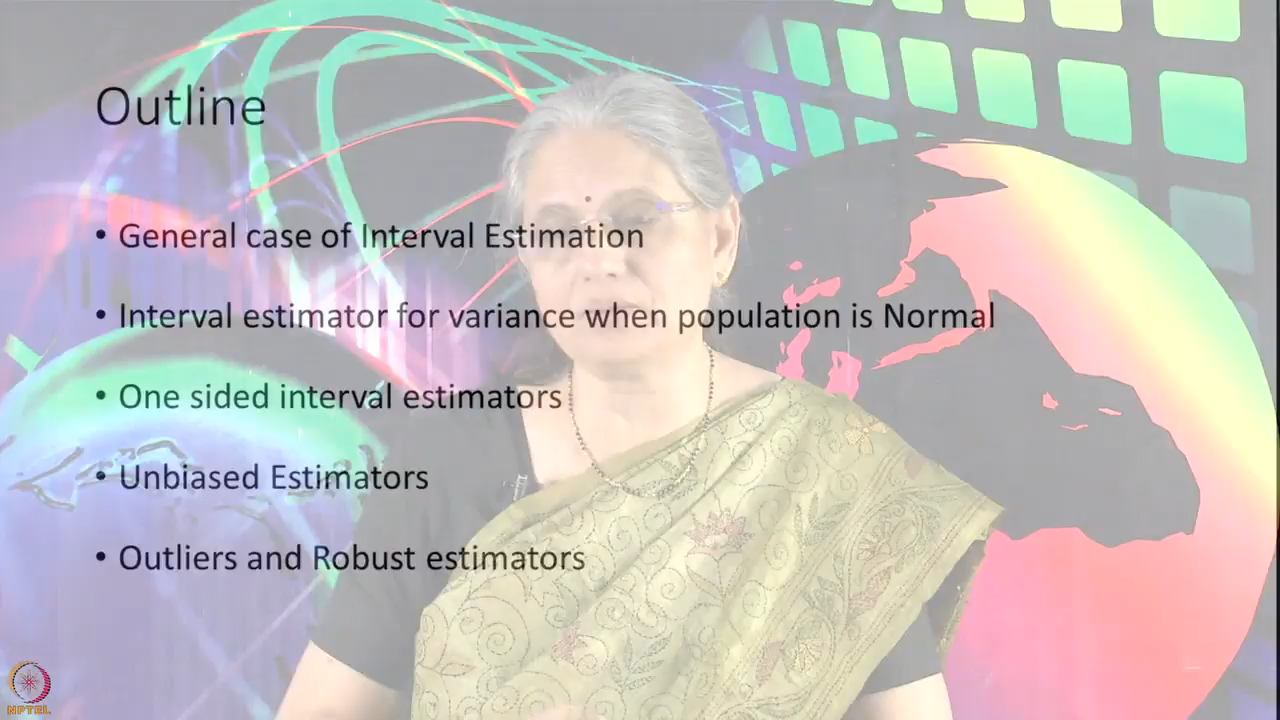 Outline
• General case of Interval Estimation
• Interval estimator for variance when population is Normal
• One sided interval estimators
• Unbiased Estimators
• Outliers and Robust estimators
NPTEL